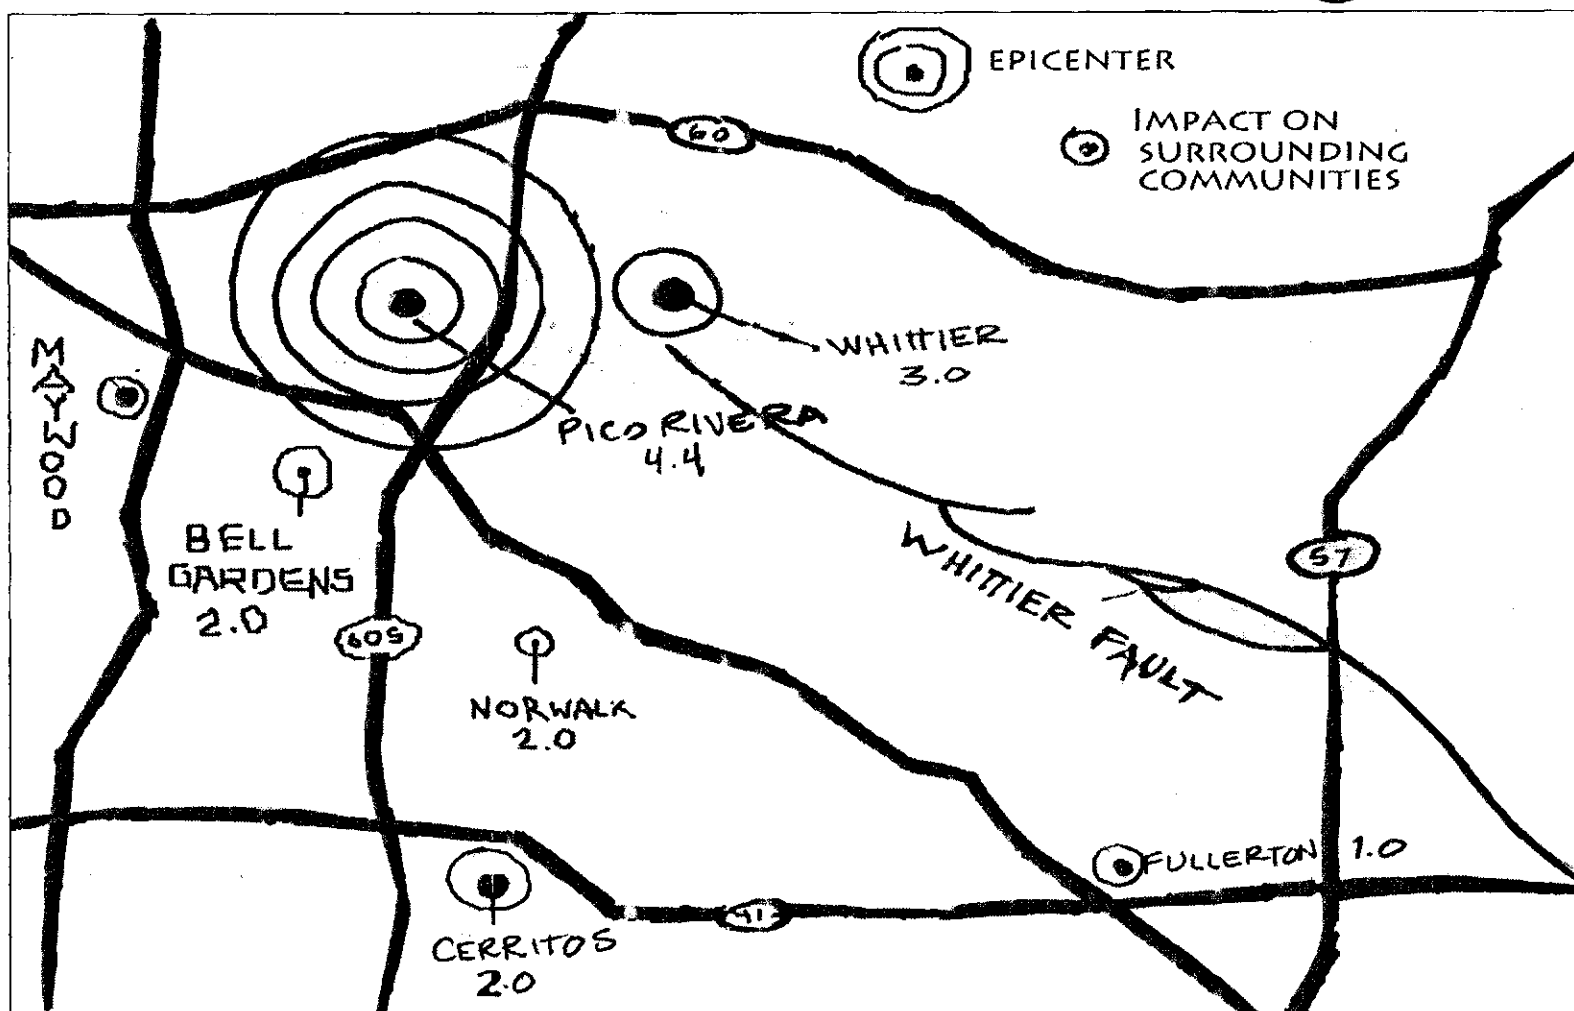 EPICENTER
IMPACT ON
SURROUNDING
COMMUNITIES
60
WHITTIER
3.0
MAYWOOD
PICO RIVERA
4.4
BELL
GARDENS
2.0
WHITTIER FAULT
57
605
NORWALK
2.0
FULLERTON 1.0
91
CERRITOS
2.0